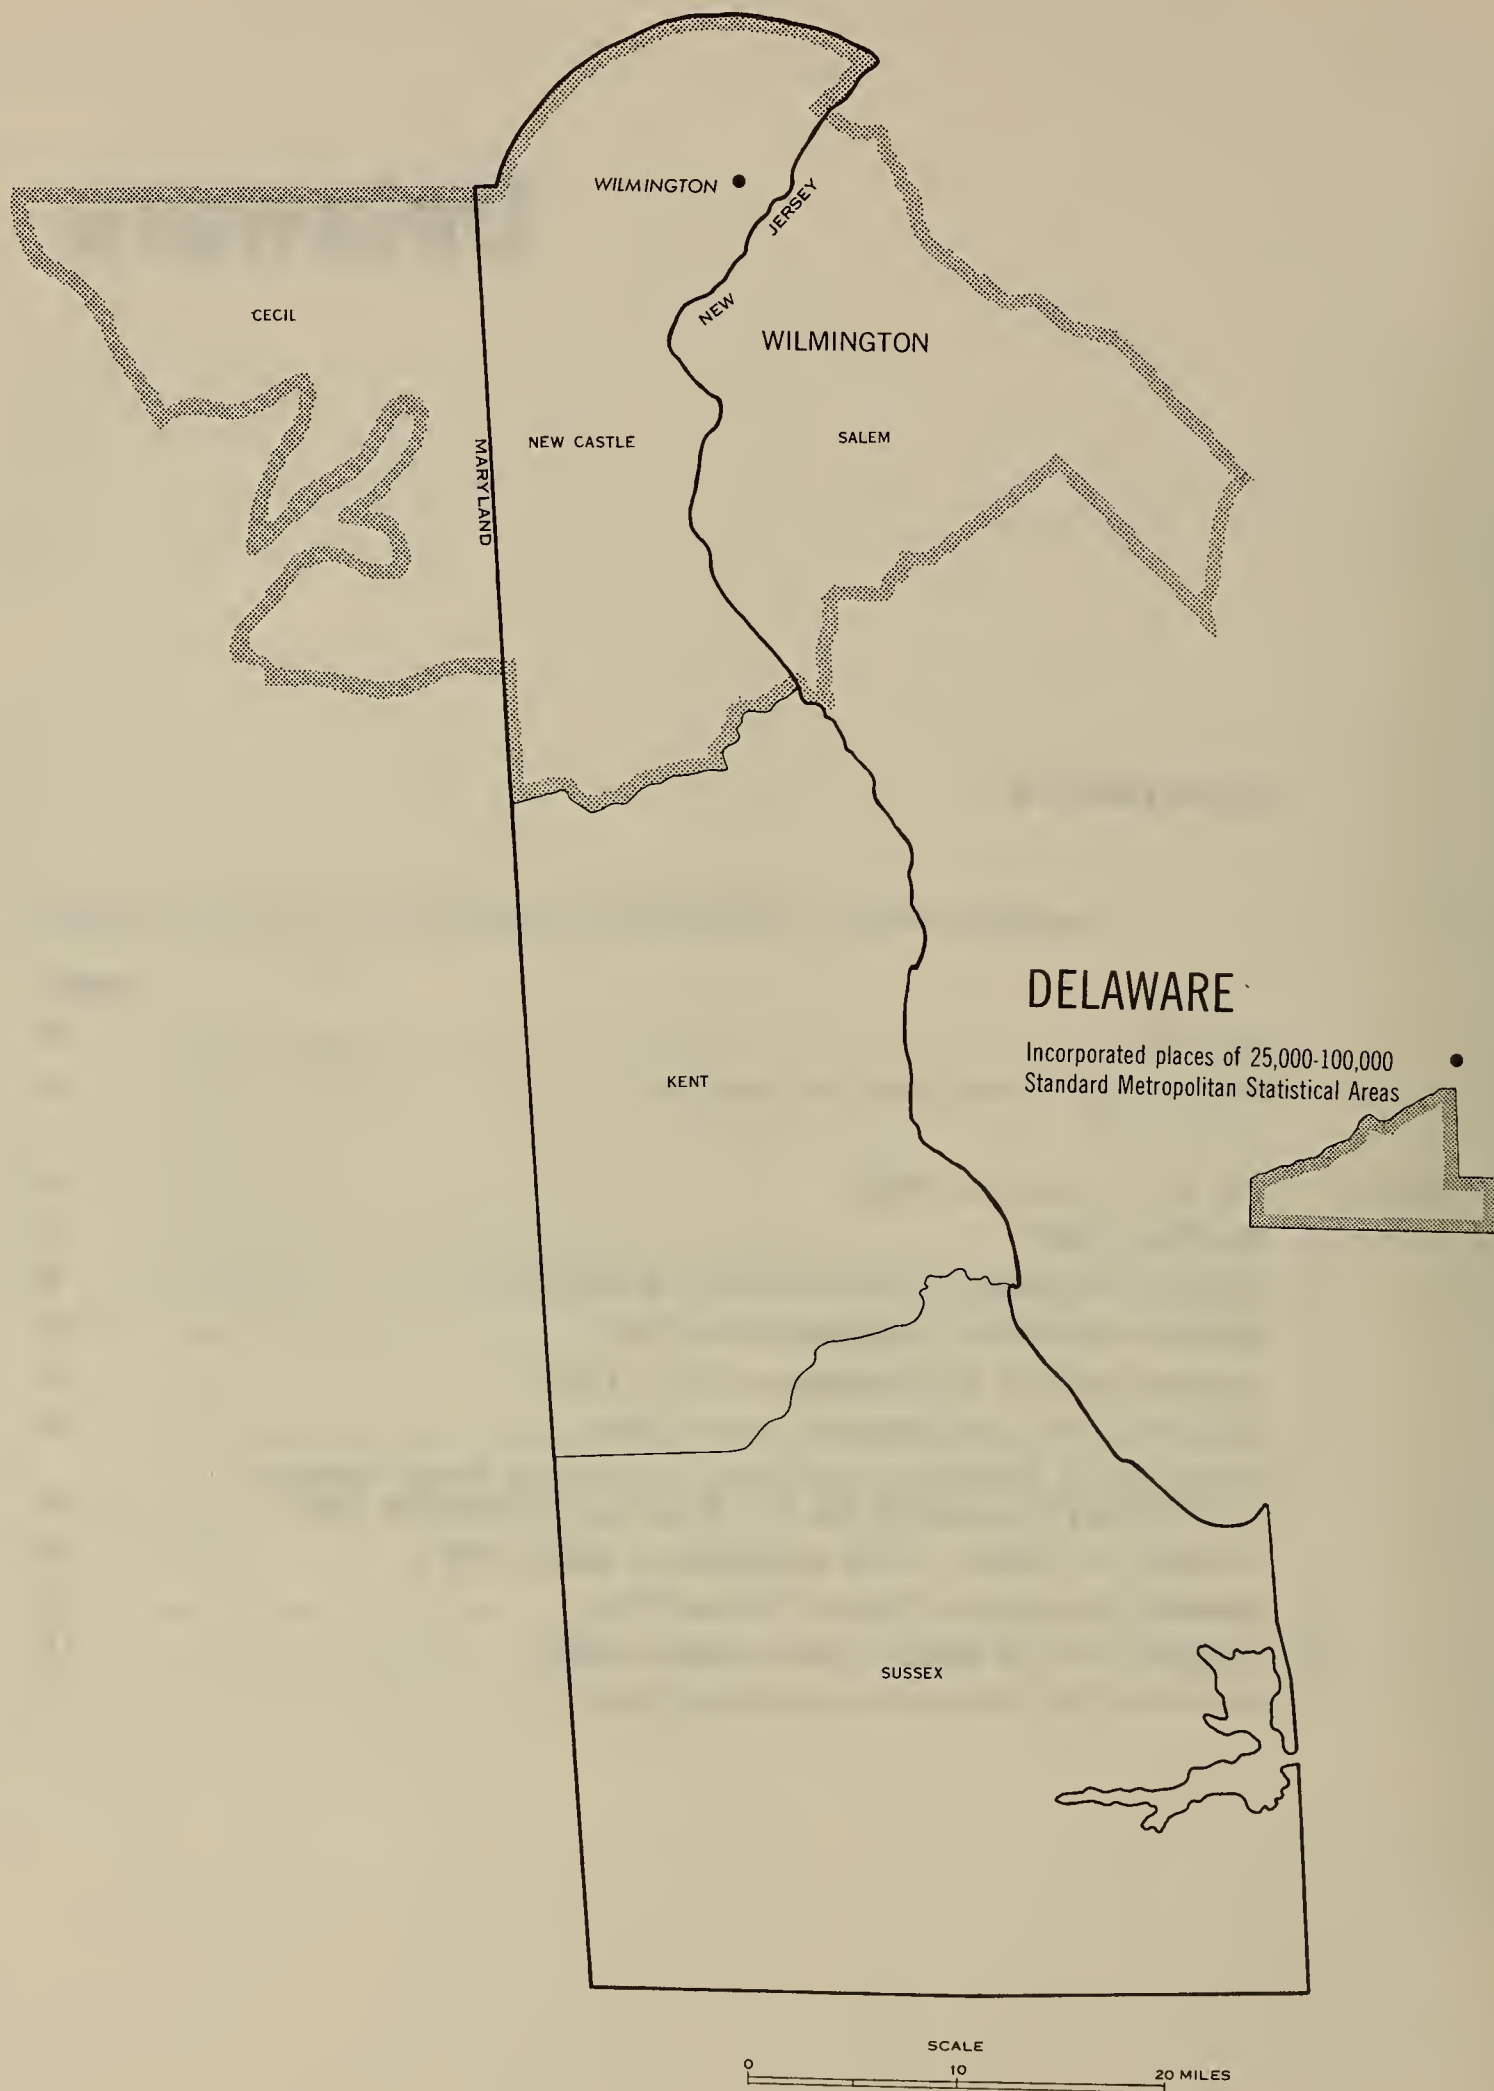 WILMINGTON
NEW JERSEY
CECIL
WILMINGTON
MARYLAND
NEW CASTLE
SALEM
DELAWARE
Incorporated places of 25,000-100,000
Standard Metropolitan Statistical Areas
KENT
SUSSEX
SCALE
0 10 20 MILES